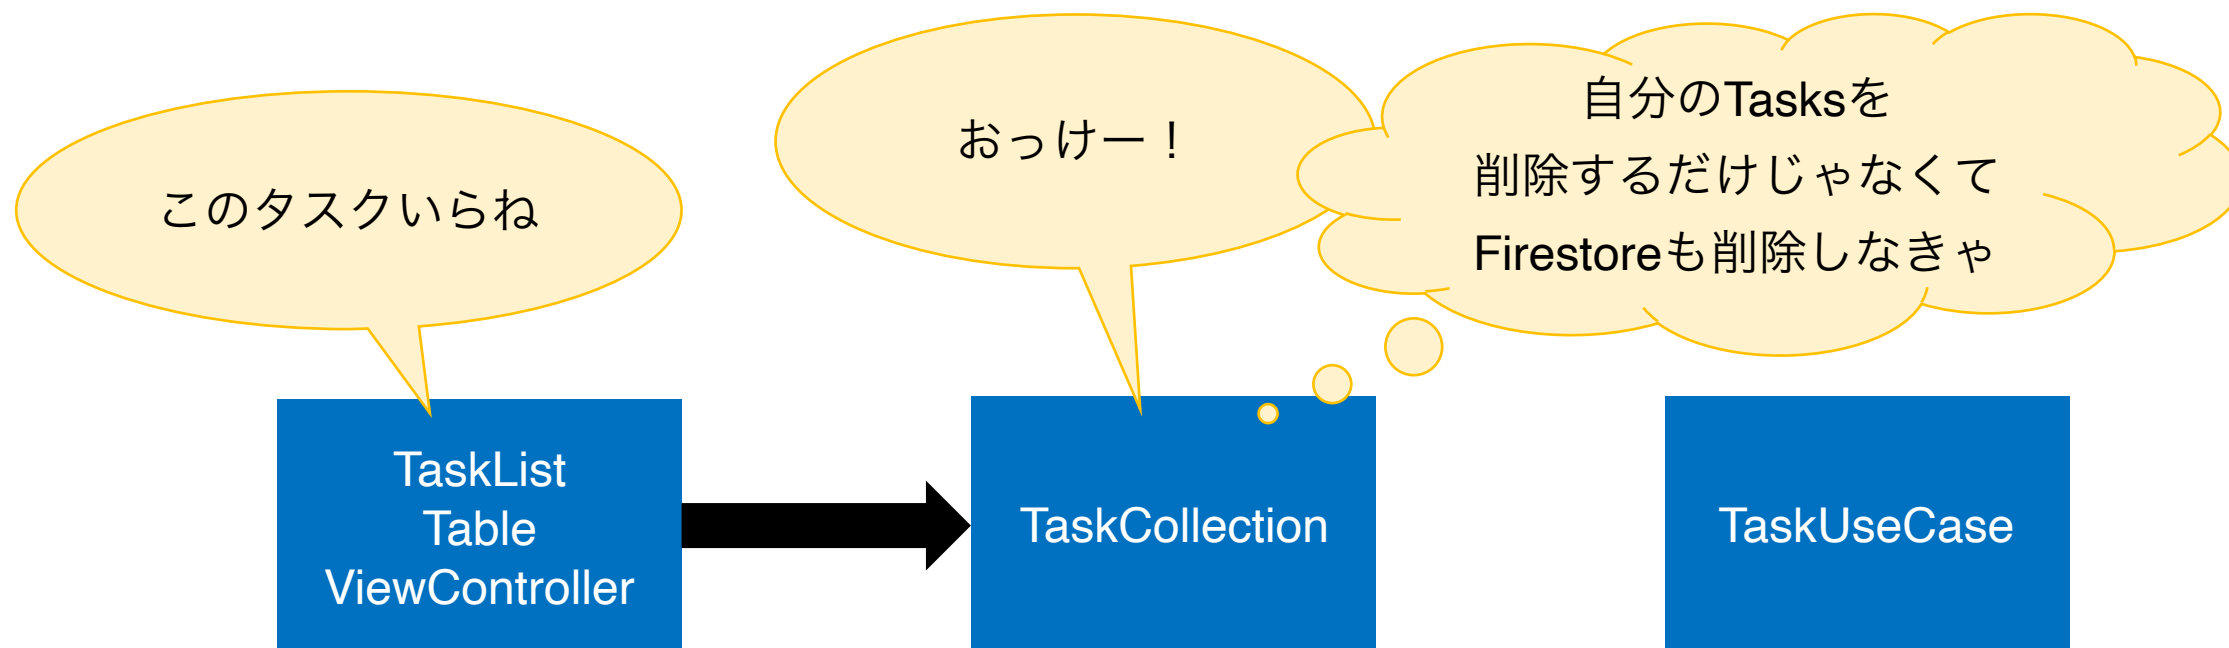 このタスクいらね
おっけー！
自分のTasksを
削除するだけじゃなくて
Firestoreも削除しなきゃ
TaskList
Table
ViewController
TaskCollection
TaskUseCase